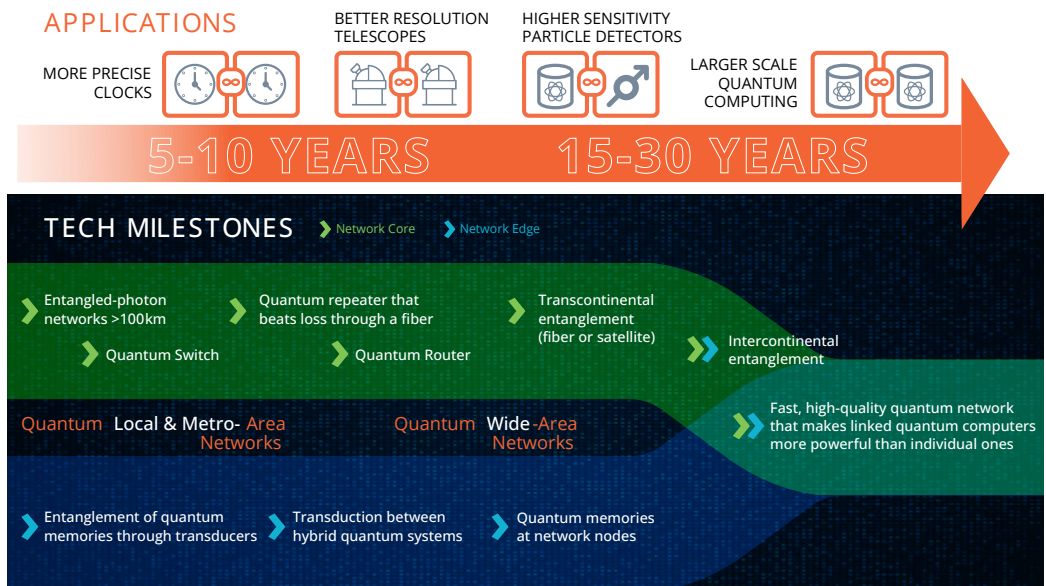 APPLICATIONS
MORE PRECISE
CLOCKS
BETTER RESOLUTION
TELESCOPES
HIGHER SENSITIVITY
PARTICLE DETECTORS
LARGER SCALE
QUANTUM
COMPUTING
5-10 YEARS
15-30 YEARS
TECH MILESTONES
Network Core
Network Edge
Entangled-photon
networks >100km
Quantum Switch
Quantum repeater that
beats loss through a fiber
Quantum Router
Transcontinental
entanglement
(fiber or satellite)
Intercontinental
entanglement
Quantum Local & Metro- Area
Networks
Quantum Wide -Area
Networks
Fast, high-quality quantum network
that makes linked quantum computers
more powerful than individual ones
Entanglement of quantum
memories through transducers
Transduction between
hybrid quantum systems
Quantum memories
at network nodes